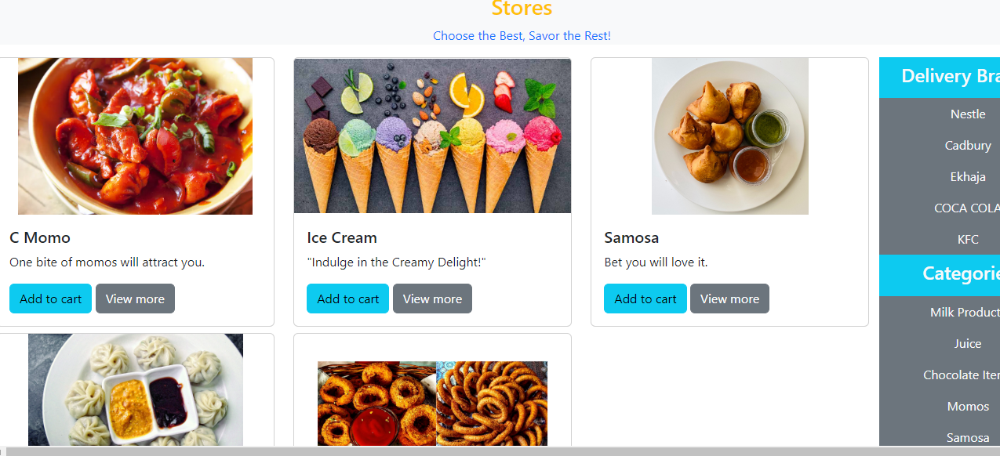 Stores
Choose the Best, Savor the Rest!
C Momo
One bite of momos will attract you.
Add to cart View more
Ice Cream
"Indulge in the Creamy Delight!"
Add to cart View more
Samosa
Bet you will love it.
Add to cart View more
Delivery Bra
Nestle
Cadbury
Ekhaja
COCA COLA
KFC
Categorie
Milk Product
Juice
Chocolate Iter
Momos
Samosa